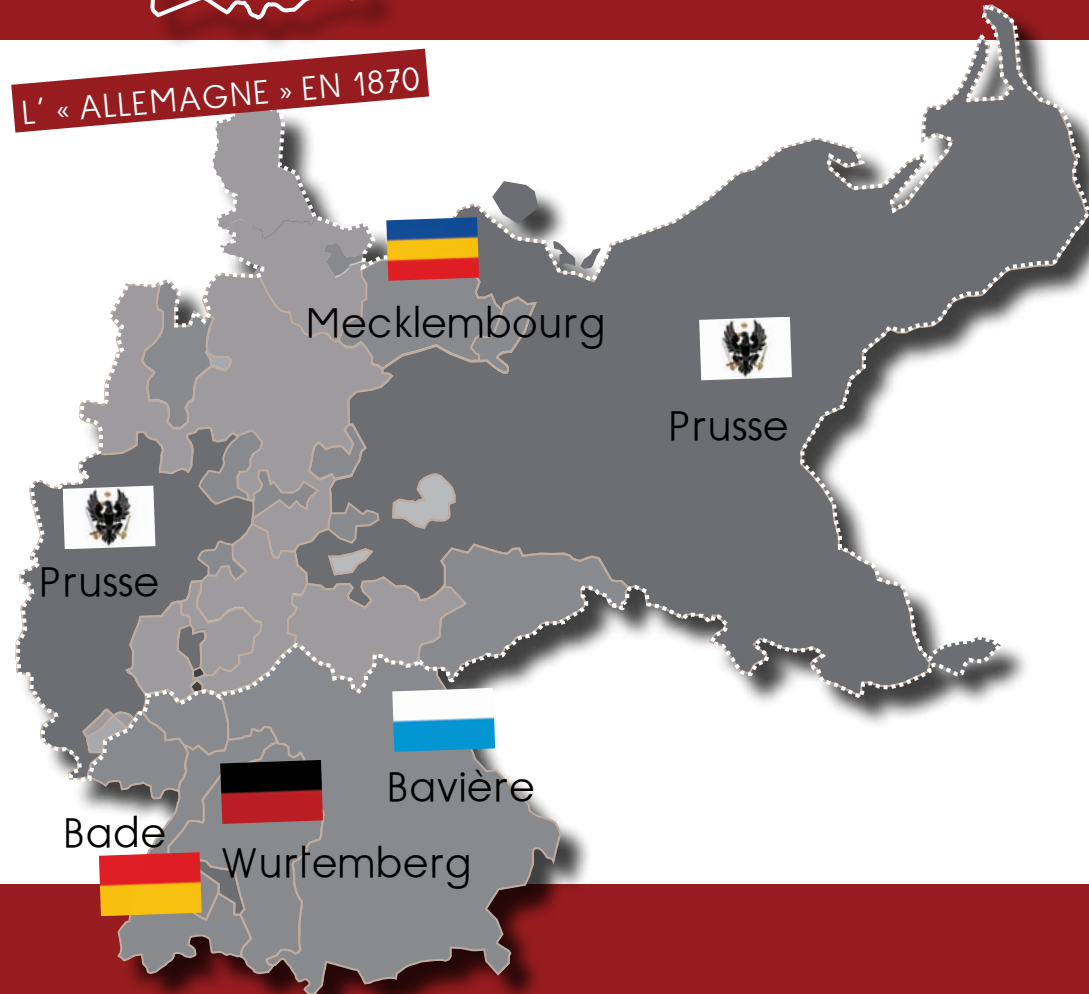 L' « ALLEMAGNE » EN 1870
Mecklembourg
Prusse
Prusse
Bavière
Bade
Wurtemberg